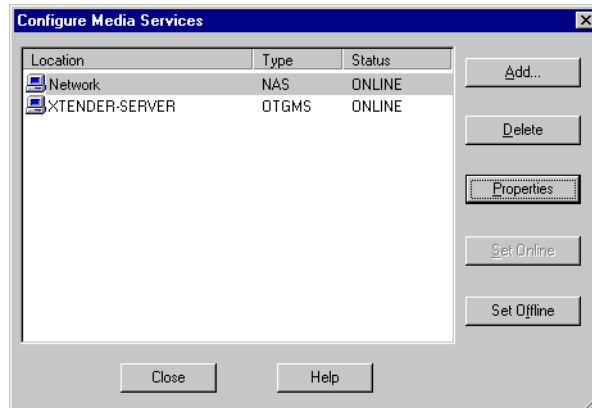 Configure Media Services
Location Type Status
Network NAS ONLINE
XTENDER-SERVER OTGMS ONLINE
Add...
Delete
Properties
Set Online
Set Offline
Close Help